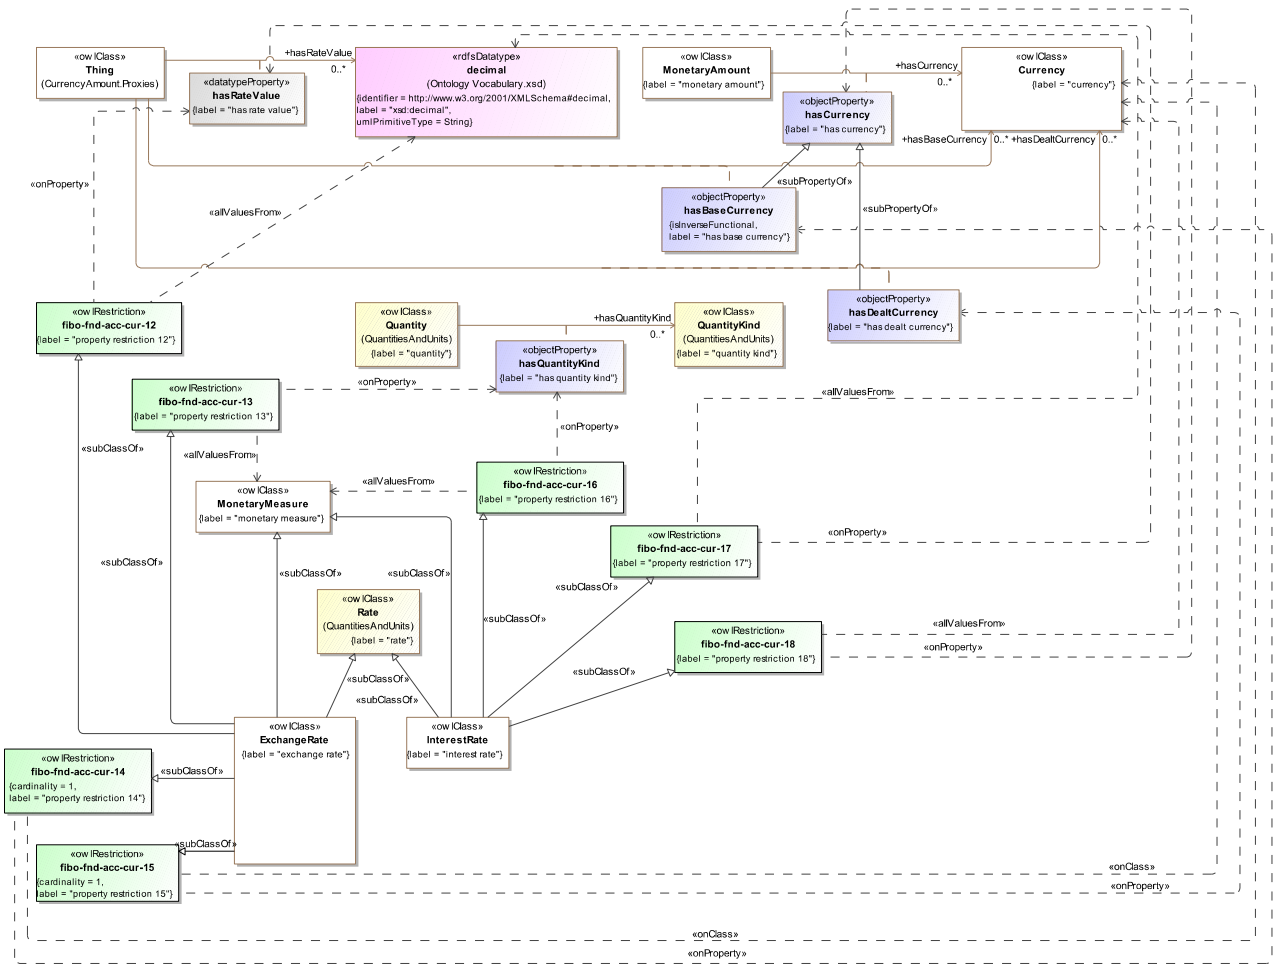 «owlClass»
Thing
(CurrencyAmount.Proxies)
+hasRateValue
0..*
«datatypeProperty»
hasRateValue
{label = "has rate value"}
«rdfsDatatype»
decimal
(Ontology Vocabulary.xsd)
{identifier = http://www.w3.org/2001/XMLSchema#decimal,
label = "xsd:decimal",
umlPrimitiveType = String}
«owlClass»
MonetaryAmount
{label = "monetary amount"}
+hasCurrency
0..*
«owlClass»
Currency
{label = "currency"}
«objectProperty»
hasCurrency
{label = "has currency"}
+hasBaseCurrency
0..*
+hasDealtCurrency
0..*
«onProperty»
«allValuesFrom»
«subPropertyOf»
«objectProperty»
hasBaseCurrency
{isInverseFunctional,
label = "has base currency"}
«subPropertyOf»
«objectProperty»
hasDealtCurrency
{label = "has dealt currency"}
«owlRestriction»
fibo-fnd-acc-cur-12
{label = "property restriction 12"}
«owlClass»
Quantity
(QuantitiesAndUnits)
{label = "quantity"}
+hasQuantityKind
0..*
«owlClass»
QuantityKind
(QuantitiesAndUnits)
{label = "quantity kind"}
«objectProperty»
hasQuantityKind
{label = "has quantity kind"}
«owlRestriction»
fibo-fnd-acc-cur-13
{label = "property restriction 13"}
«onProperty»
«allValuesFrom»
«onProperty»
«subClassOf»
«allValuesFrom»
«owlClass»
MonetaryMeasure
{label = "monetary measure"}
«allValuesFrom»
«owlRestriction»
fibo-fnd-acc-cur-16
{label = "property restriction 16"}
«owlRestriction»
fibo-fnd-acc-cur-17
{label = "property restriction 17"}
«onProperty»
«subClassOf»
«subClassOf»
«subClassOf»
«subClassOf»
«owlClass»
Rate
(QuantitiesAndUnits)
{label = "rate"}
«subClassOf»
«owlRestriction»
fibo-fnd-acc-cur-18
{label = "property restriction 18"}
«allValuesFrom»
«onProperty»
«subClassOf»
«subClassOf»
«subClassOf»
«owlClass»
ExchangeRate
{label = "exchange rate"}
«owlClass»
InterestRate
{label = "interest rate"}
«owlRestriction»
fibo-fnd-acc-cur-14
{cardinality = 1,
label = "property restriction 14"}
«subClassOf»
«subClassOf»
«owlRestriction»
fibo-fnd-acc-cur-15
{cardinality = 1,
label = "property restriction 15"}
«onClass»
«onProperty»
«onClass»
«onProperty»